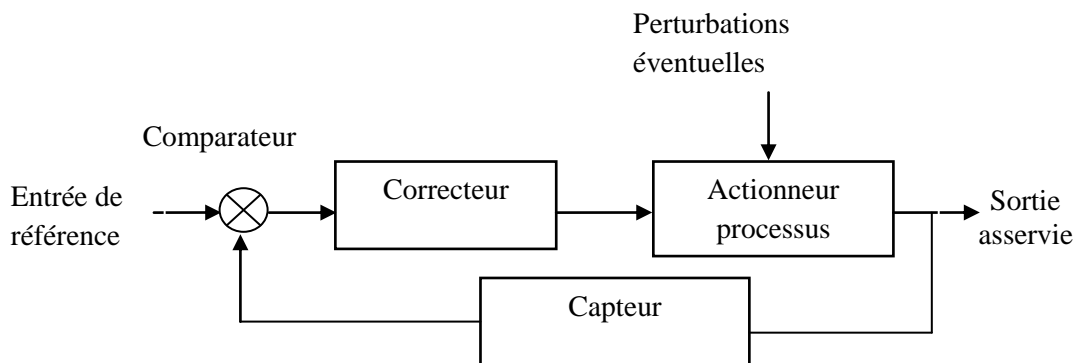 Perturbations
éventuelles
Comparateur
Entrée de
référence
Correcteur
Actionneur
processus
Sortie
asservie
Capteur